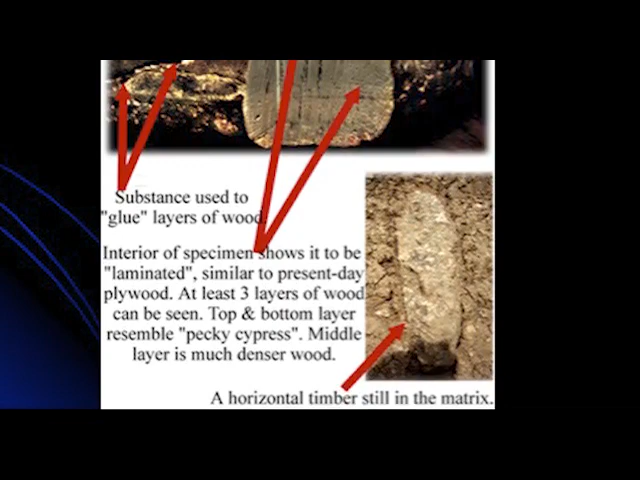 Substance used to
"glue" layers of wood.
Interior of specimen shows it to be
"laminated", similar to present-day
plywood. At least 3 layers of wood
can be seen. Top & bottom layer
resemble "pecky cypress". Middle
layer is much denser wood.
A horizontal timber still in the matrix.